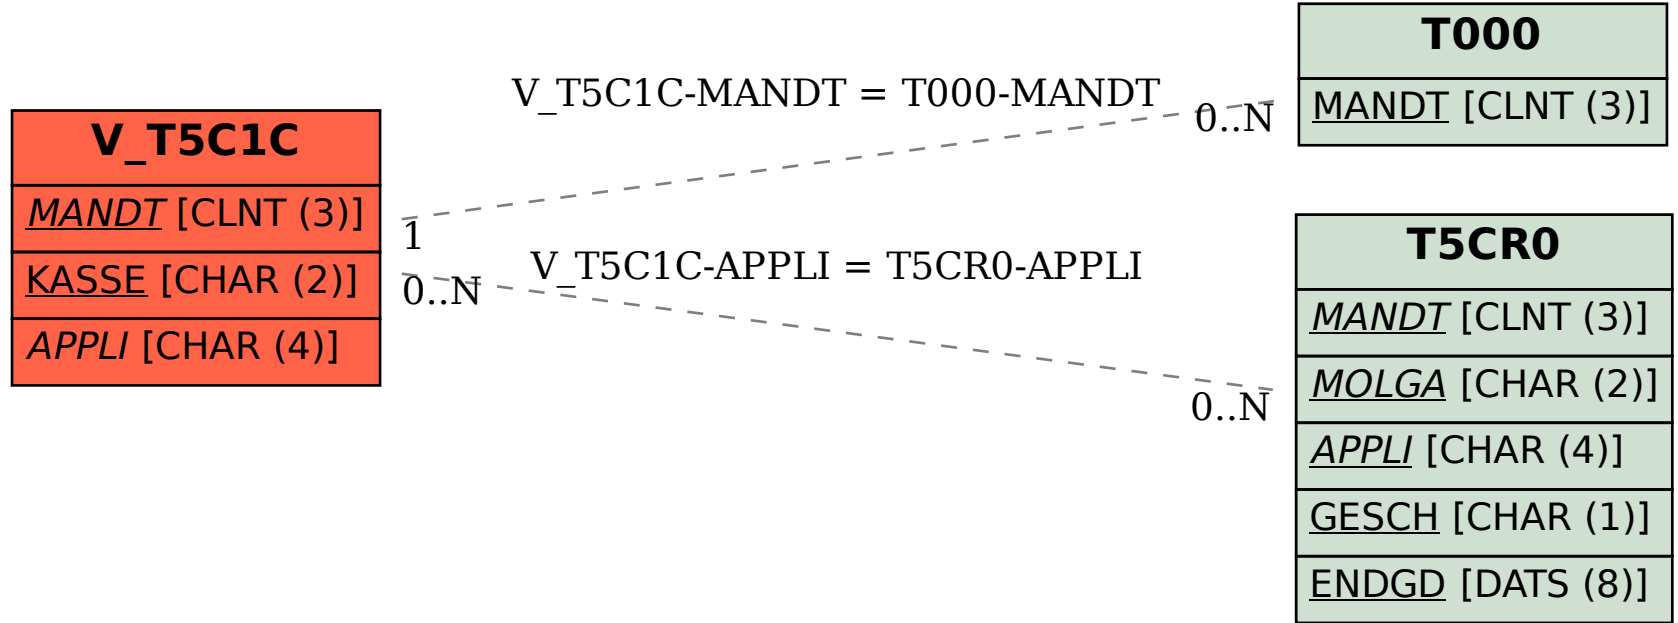 V_T5C1C
MANDT [CLNT (3)]
KASSE [CHAR (2)]
APPLI [CHAR (4)]
V_T5C1C-MANDT = T000-MANDT
1
0..N
V_T5C1C-APPLI = T5CR0-APPLI
0..N
0..N
T000
MANDT [CLNT (3)]
T5CR0
MANDT [CLNT (3)]
MOLGA [CHAR (2)]
APPLI [CHAR (4)]
GESCH [CHAR (1)]
ENDGD [DATS (8)]